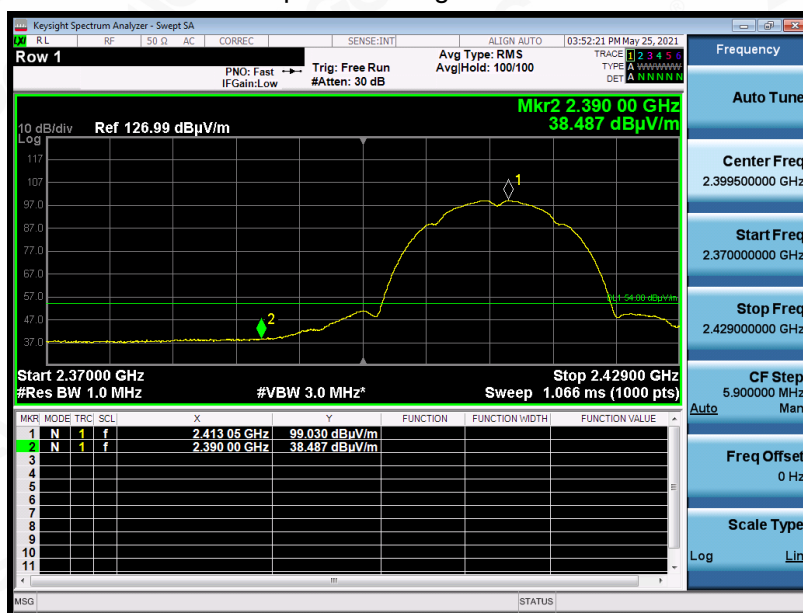 Keysight Spectrum Analyzer - Swept SA
LXI RL RF 50 Ω AC CORREC SENSE:INT ALIGN AUTO 03:52:21 PM May 25, 2021
Row 1
PNO: Fast
IFGain:Low
Trig: Free Run
#Atten: 30 dB
Avg Type: RMS
Avg|Hold: 100/100
TRACE 1 2 3 4 5 6
TYPE A WWWWW
DET A N N N N N
Mkr2 2.390 00 GHz
38.487 dBµV/m
10 dB/div Ref 126.99 dBµV/m
Log
117
107
97.0
87.0
77.0
67.0
57.0
47.0
37.0
1
2
DL1 54.00 dBµV/m
Start 2.37000 GHz Stop 2.42900 GHz
#Res BW 1.0 MHz #VBW 3.0 MHz* Sweep 1.066 ms (1000 pts)
MKR MODE TRC SCL X Y FUNCTION FUNCTION WIDTH FUNCTION VALUE
1 N 1 f 2.413 05 GHz 99.030 dBµV/m
2 N 1 f 2.390 00 GHz 38.487 dBµV/m
3
4
5
6
7
8
9
10
11
MSG STATUS
Frequency
Auto Tune
Center Freq
2.399500000 GHz
Start Freq
2.370000000 GHz
Stop Freq
2.429000000 GHz
CF Step
5.900000 MHz
Auto Man
Freq Offset
0 Hz
Scale Type
Log Lin